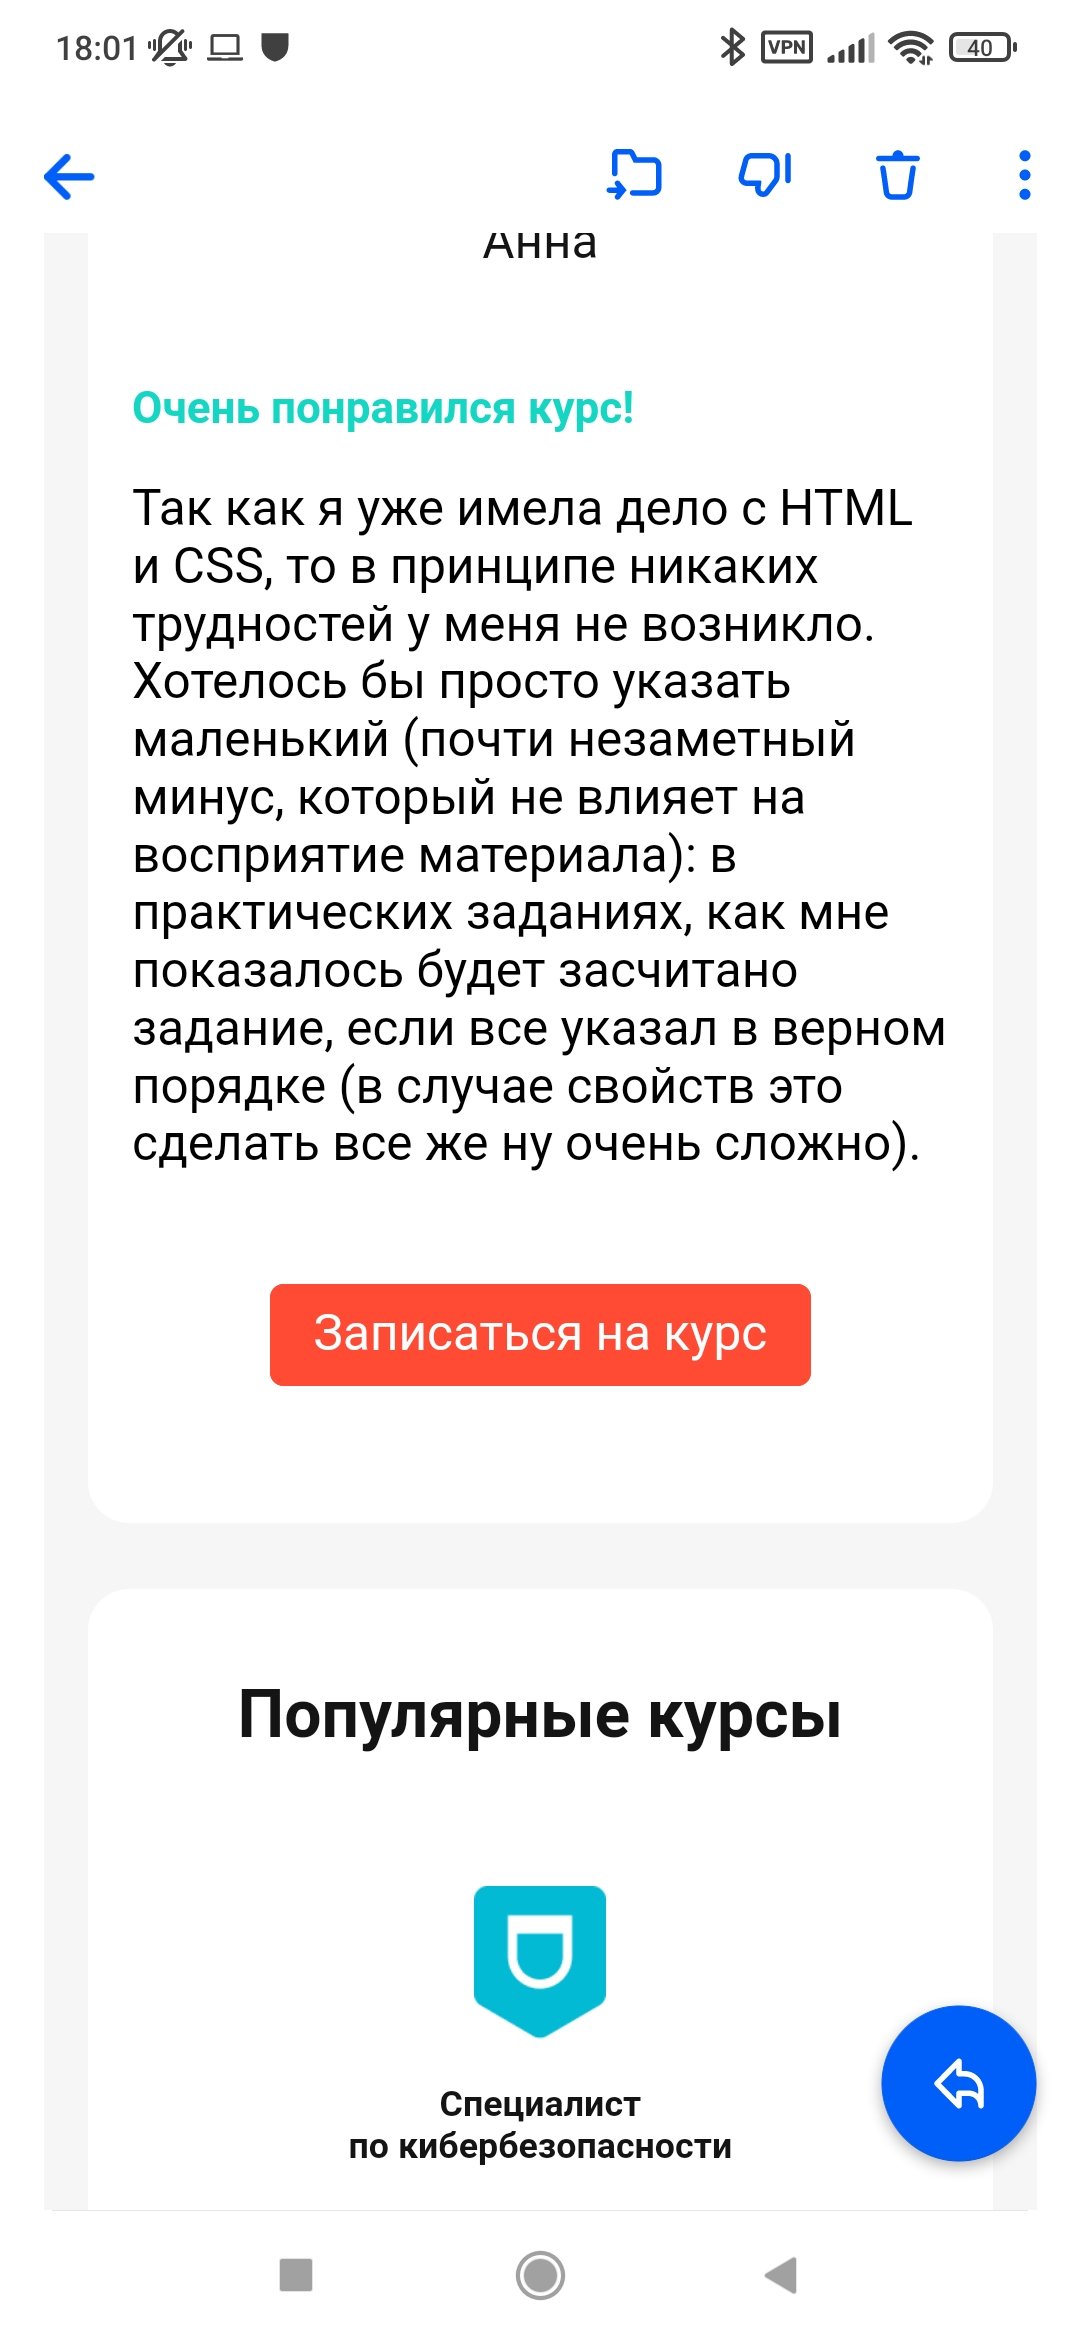 18:01
VPN
40
Анна
Очень понравился курс!
Так как я уже имела дело с HTML
и CSS, то в принципе никаких
трудностей у меня не возникло.
Хотелось бы просто указать
маленький (почти незаметный
минус, который не влияет на
восприятие материала): в
практических заданиях, как мне
показалось будет засчитано
задание, если все указал в верном
порядке (в случае свойств это
сделать все же ну очень сложно).
Записаться на курс
Популярные курсы
Специалист
по кибербезопасности